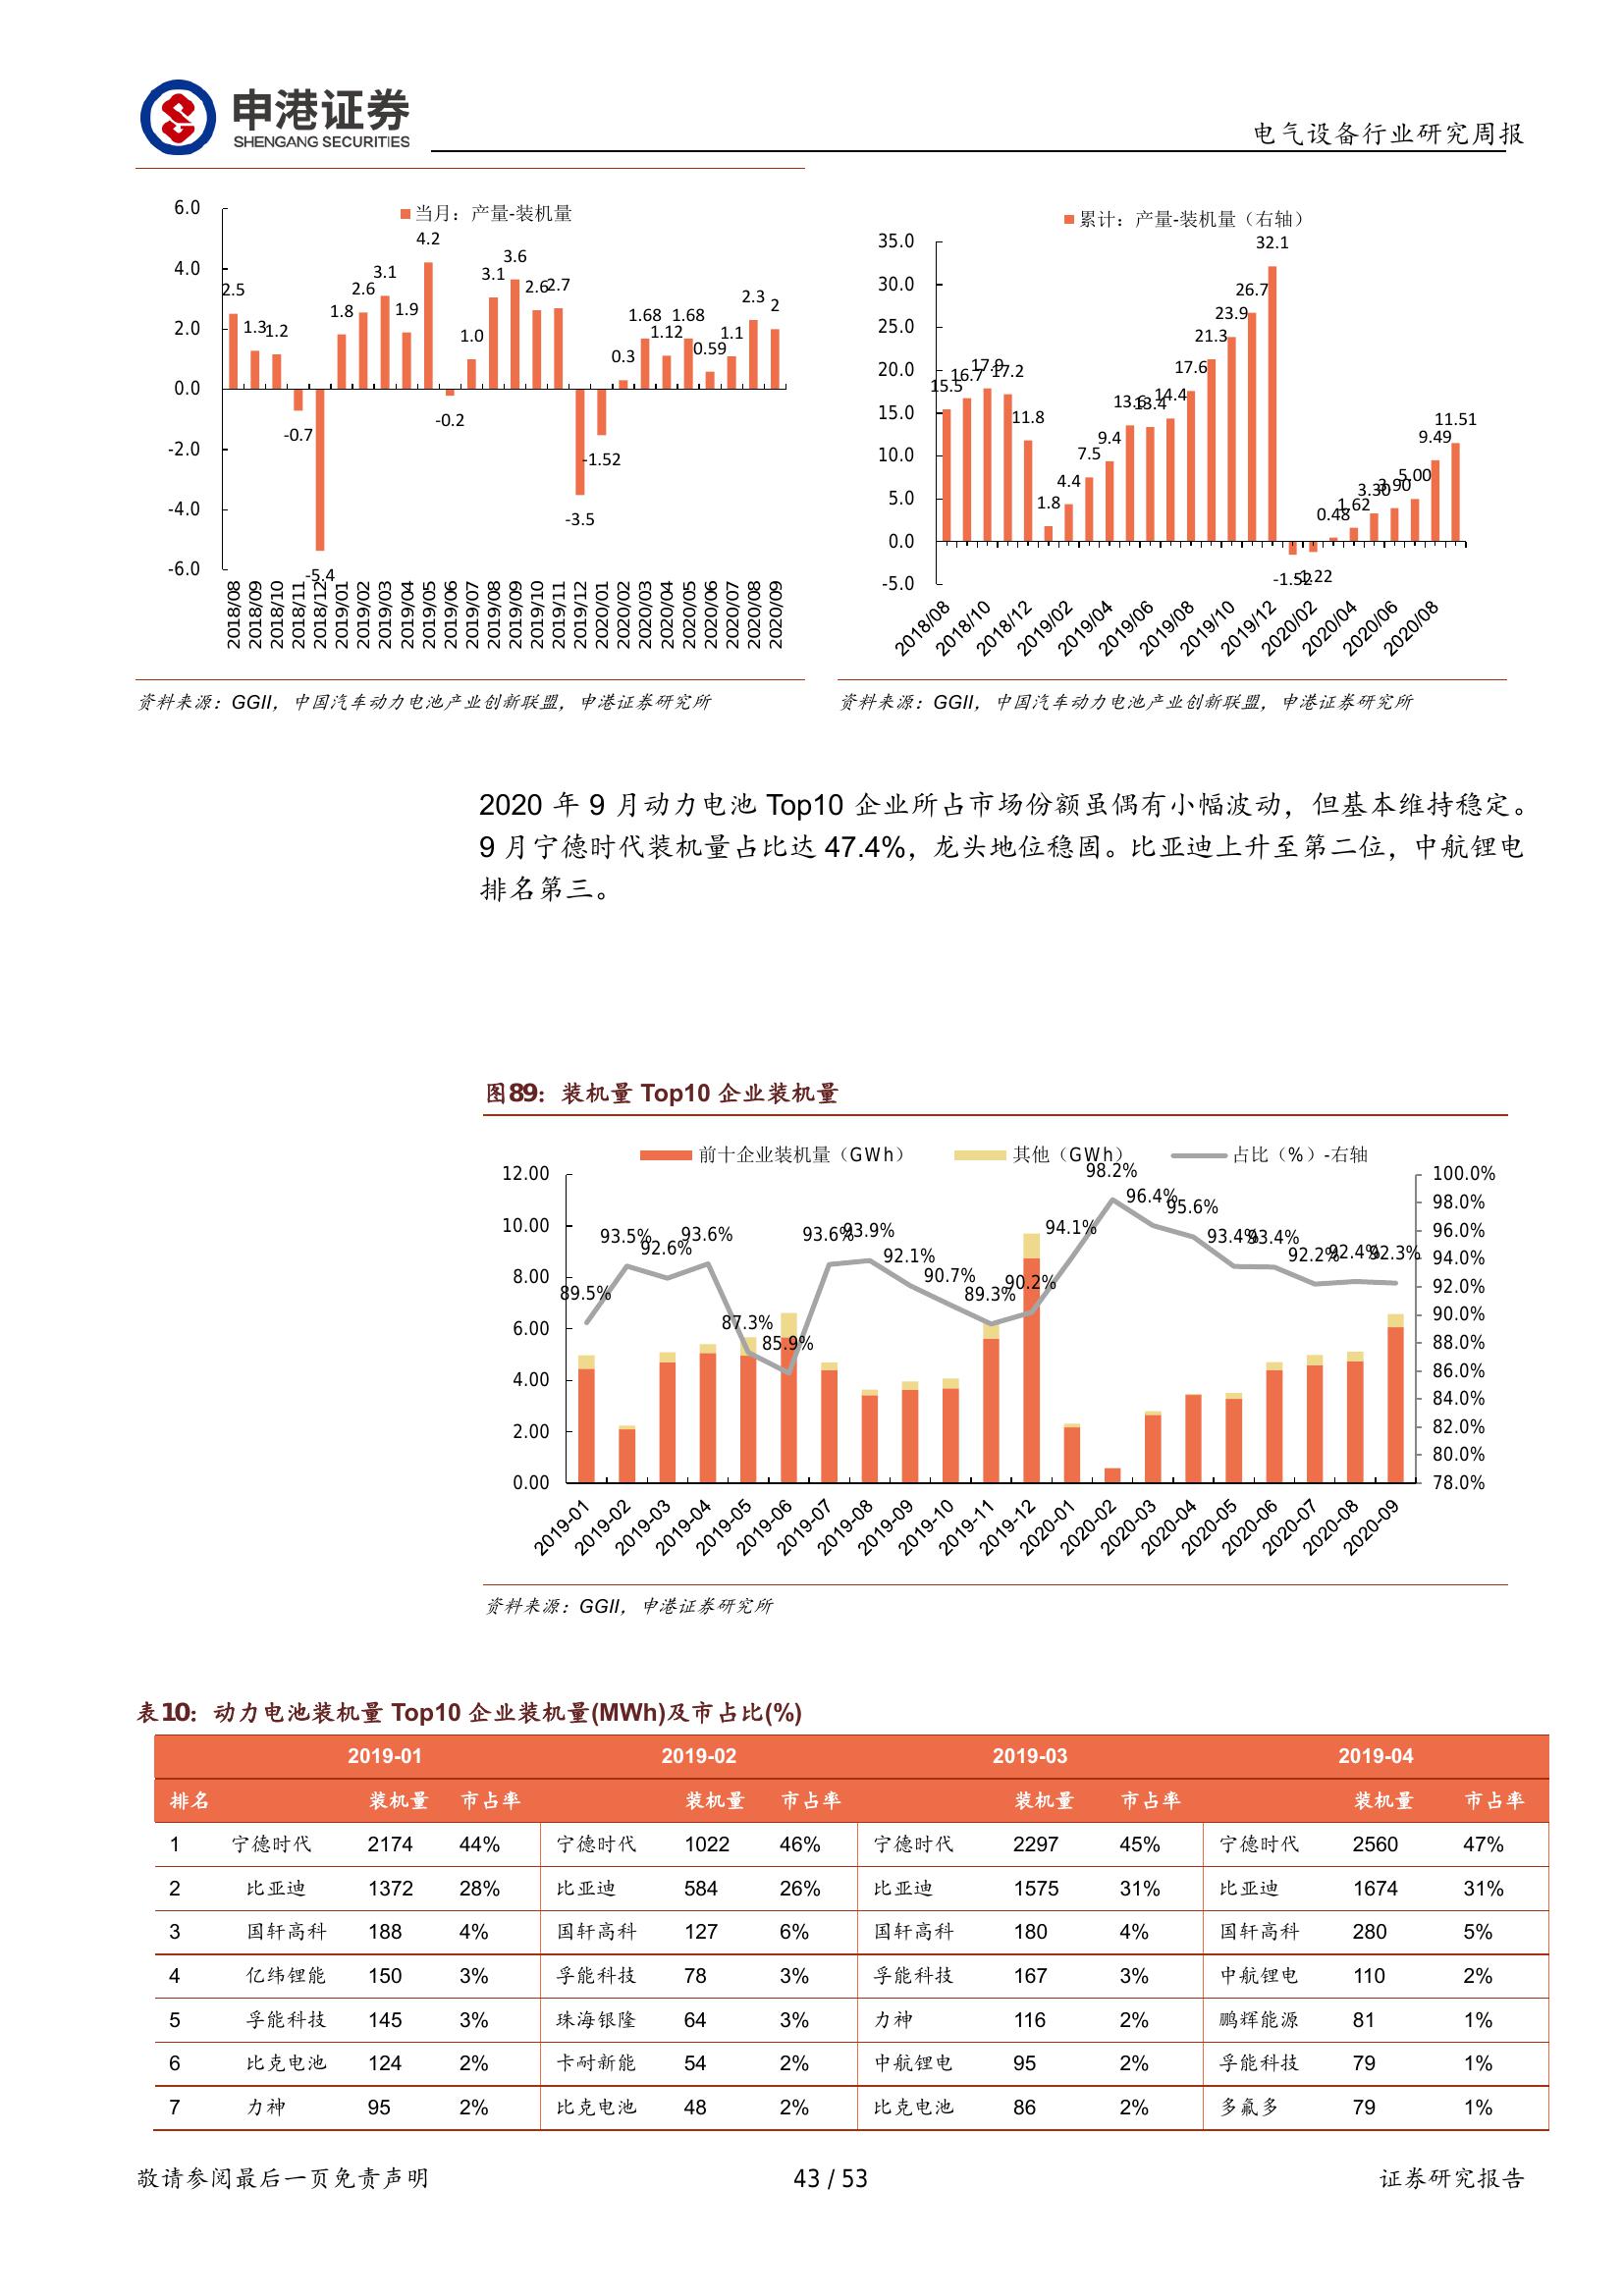 申港证券
SHENGANG SECURITIES
电气设备行业研究周报
当月：产量-装机量
6.0
4.0
2.0
0.0
-2.0
-4.0
-6.0
2.5 1.3 1.2 -0.7 -5.4 1.8 2.6 3.1 1.9 4.2 -0.2 1.0 3.1 3.6 2.6 2.7 -3.5 -1.52 0.3 1.68 1.12 1.68 0.59 1.1 2.3 2
2018/08 2018/09 2018/10 2018/11 2018/12 2019/01 2019/02 2019/03 2019/04 2019/05 2019/06 2019/07 2019/08 2019/09 2019/10 2019/11 2019/12 2020/01 2020/02 2020/03 2020/04 2020/05 2020/06 2020/07 2020/08 2020/09
资料来源：GGII，中国汽车动力电池产业创新联盟，申港证券研究所
累计：产量-装机量（右轴）
35.0
30.0
25.0
20.0
15.0
10.0
5.0
0.0
-5.0
15.5 16.7 17.9 17.2 11.8 1.8 4.4 7.5 9.4 13.6 13.4 14.4 17.6 21.3 23.9 26.7 32.1 -1.52 -1.22 0.48 1.62 3.30 3.90 5.00 9.49 11.51
2018/08 2018/10 2018/12 2019/02 2019/04 2019/06 2019/08 2019/10 2019/12 2020/02 2020/04 2020/06 2020/08
资料来源：GGII，中国汽车动力电池产业创新联盟，申港证券研究所
2020 年 9 月动力电池 Top10 企业所占市场份额虽偶有小幅波动，但基本维持稳定。
9 月宁德时代装机量占比达 47.4%，龙头地位稳固。比亚迪上升至第二位，中航锂电
排名第三。
图89：装机量 Top10 企业装机量
前十企业装机量（GWh） 其他（GWh） 占比（%）-右轴
12.00
10.00
8.00
6.00
4.00
2.00
0.00
89.5% 93.5% 92.6% 93.6% 87.3% 85.9% 93.6% 93.9% 92.1% 90.7% 89.3% 90.2% 94.1% 98.2% 96.4% 95.6% 93.4% 93.4% 92.2% 92.4% 92.3%
100.0%
98.0%
96.0%
94.0%
92.0%
90.0%
88.0%
86.0%
84.0%
82.0%
80.0%
78.0%
2019-01 2019-02 2019-03 2019-04 2019-05 2019-06 2019-07 2019-08 2019-09 2019-10 2019-11 2019-12 2020-01 2020-02 2020-03 2020-04 2020-05 2020-06 2020-07 2020-08 2020-09
资料来源：GGII，申港证券研究所
表10：动力电池装机量 Top10 企业装机量(MWh)及市占比(%)
2019-01 2019-02 2019-03 2019-04
排名 装机量 市占率 装机量 市占率 装机量 市占率 装机量 市占率
1 宁德时代 2174 44% 宁德时代 1022 46% 宁德时代 2297 45% 宁德时代 2560 47%
2 比亚迪 1372 28% 比亚迪 584 26% 比亚迪 1575 31% 比亚迪 1674 31%
3 国轩高科 188 4% 国轩高科 127 6% 国轩高科 180 4% 国轩高科 280 5%
4 亿纬锂能 150 3% 孚能科技 78 3% 孚能科技 167 3% 中航锂电 110 2%
5 孚能科技 145 3% 珠海银隆 64 3% 力神 116 2% 鹏辉能源 81 1%
6 比克电池 124 2% 卡耐新能 54 2% 中航锂电 95 2% 孚能科技 79 1%
7 力神 95 2% 比克电池 48 2% 比克电池 86 2% 多氟多 79 1%
敬请参阅最后一页免责声明 43 / 53 证券研究报告